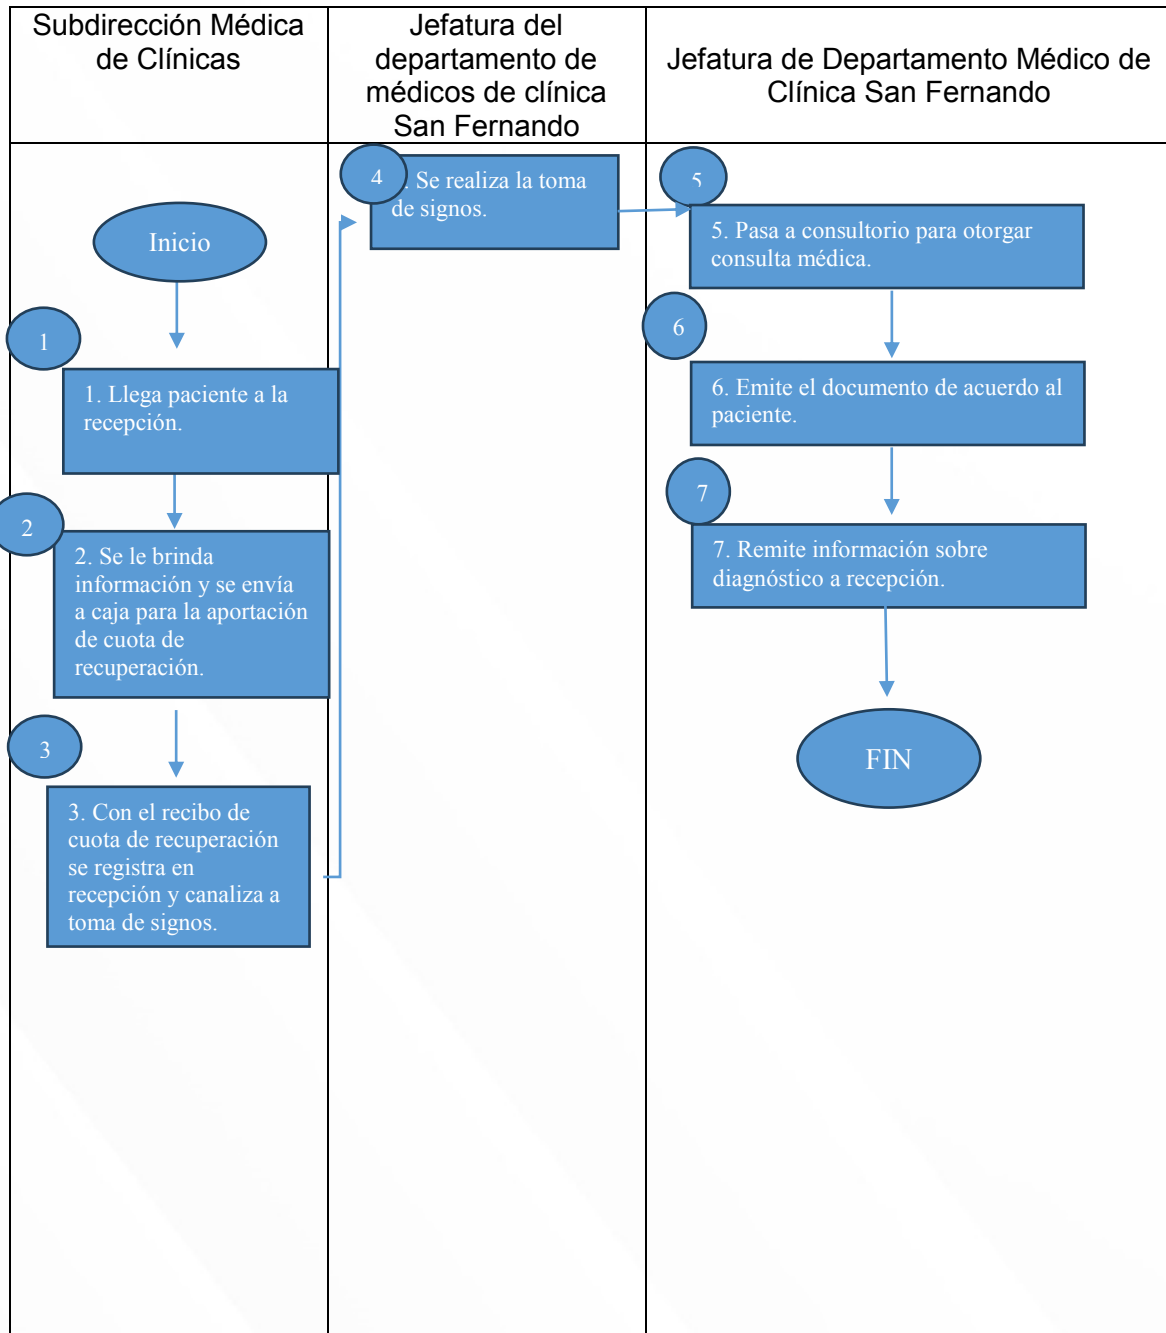 Subdirección Médica
de Clínicas
Jefatura del
departamento de
médicos de clínica
San Fernando
Jefatura de Departamento Médico de
Clínica San Fernando
Inicio
1
1. Llega paciente a la
recepción.
2
2. Se le brinda
información y se envía
a caja para la aportación
de cuota de
recuperación.
3
3. Con el recibo de
cuota de recuperación
se registra en
recepción y canaliza a
toma de signos.
4
. Se realiza la toma
de signos.
5
5. Pasa a consultorio para otorgar
consulta médica.
6
6. Emite el documento de acuerdo al
paciente.
7
7. Remite información sobre
diagnóstico a recepción.
FIN